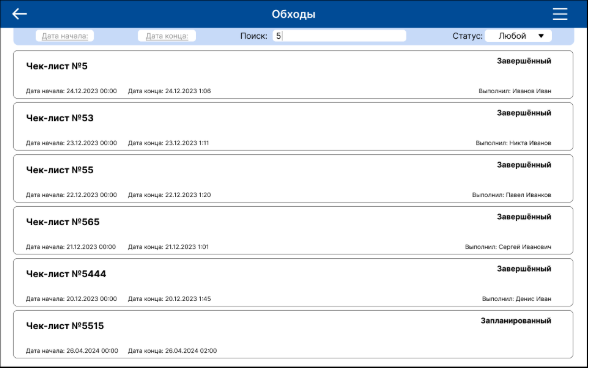 Обходы
Дата начала: Дата конца: Поиск: 5 Статус: Любой
Чек-лист №5 Завершённый
Дата начала: 24.12.2023 00:00 Дата конца: 24.12.2023 1:06 Выполнил: Иванов Иван
Чек-лист №53 Завершённый
Дата начала: 23.12.2023 00:00 Дата конца: 23.12.2023 1:11 Выполнил: Никта Иванов
Чек-лист №55 Завершённый
Дата начала: 22.12.2023 00:00 Дата конца: 22.12.2023 1:20 Выполнил: Павел Иванков
Чек-лист №565 Завершённый
Дата начала: 21.12.2023 00:00 Дата конца: 21.12.2023 1:01 Выполнил: Сергей Иванович
Чек-лист №5444 Завершённый
Дата начала: 20.12.2023 00:00 Дата конца: 20.12.2023 1:45 Выполнил: Денис Иван
Чек-лист №5515 Запланированный
Дата начала: 26.04.2024 00:00 Дата конца: 26.04.2024 02:00